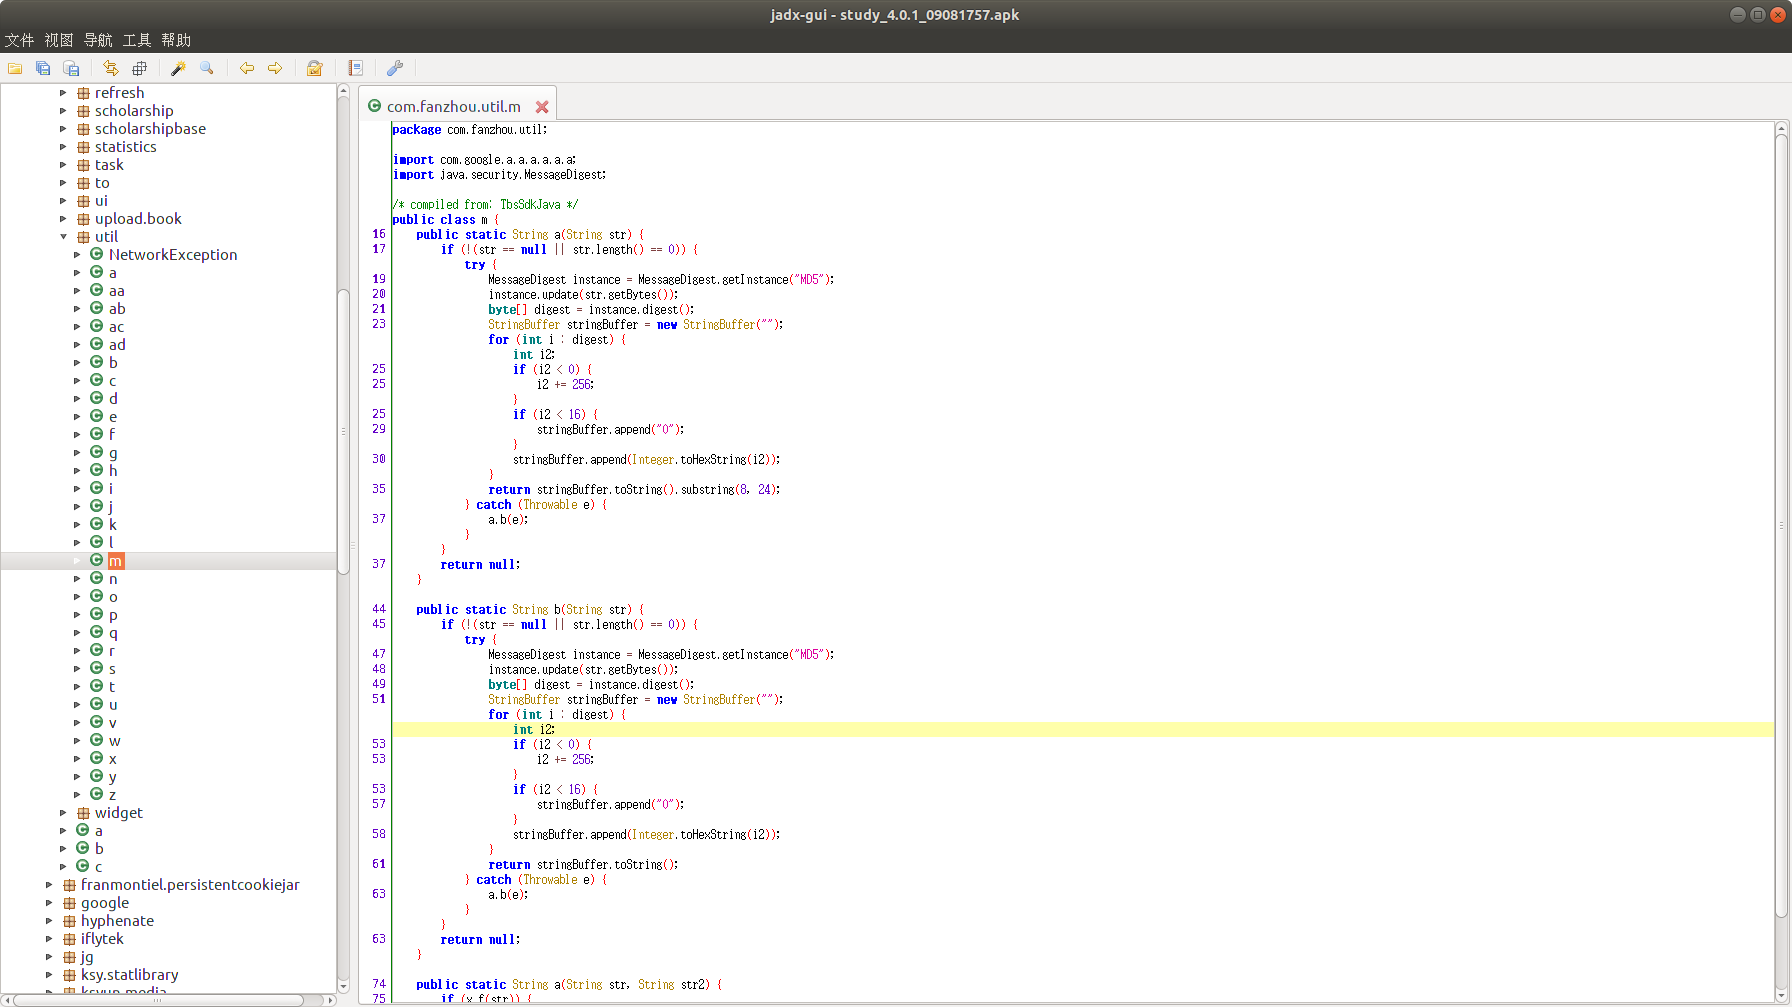 jadx-gui - study_4.0.1_09081757.apk
文件 视图 导航 工具 帮助
refresh
scholarship
scholarshipbase
statistics
task
to
ui
upload.book
util
NetworkException
a
aa
ab
ac
ad
b
c
d
e
f
g
h
i
j
k
l
m
n
o
p
q
r
s
t
u
v
w
x
y
z
widget
a
b
c
franmontiel.persistentcookiejar
google
hyphenate
iflytek
jg
ksy.statlibrary
ksyun.media
com.fanzhou.util.m
package com.fanzhou.util;
import com.google.a.a.a.a.a.a;
import java.security.MessageDigest;
/* compiled from: TbsSdkJava */
public class m {
16 public static String a(String str) {
17 if (!(str == null || str.length() == 0)) {
try {
19 MessageDigest instance = MessageDigest.getInstance("MD5");
20 instance.update(str.getBytes());
21 byte[] digest = instance.digest();
23 StringBuffer stringBuffer = new StringBuffer("");
for (int i : digest) {
int i2;
25 if (i2 < 0) {
25 i2 += 256;
}
25 if (i2 < 16) {
29 stringBuffer.append("0");
}
30 stringBuffer.append(Integer.toHexString(i2));
}
35 return stringBuffer.toString().substring(8, 24);
} catch (Throwable e) {
37 a.b(e);
}
}
37 return null;
}
44 public static String b(String str) {
45 if (!(str == null || str.length() == 0)) {
try {
47 MessageDigest instance = MessageDigest.getInstance("MD5");
48 instance.update(str.getBytes());
49 byte[] digest = instance.digest();
51 StringBuffer stringBuffer = new StringBuffer("");
for (int i : digest) {
int i2;
53 if (i2 < 0) {
53 i2 += 256;
}
53 if (i2 < 16) {
57 stringBuffer.append("0");
}
58 stringBuffer.append(Integer.toHexString(i2));
}
61 return stringBuffer.toString();
} catch (Throwable e) {
63 a.b(e);
}
}
63 return null;
}
74 public static String a(String str, String str2) {
75 if (x.f(str)) {